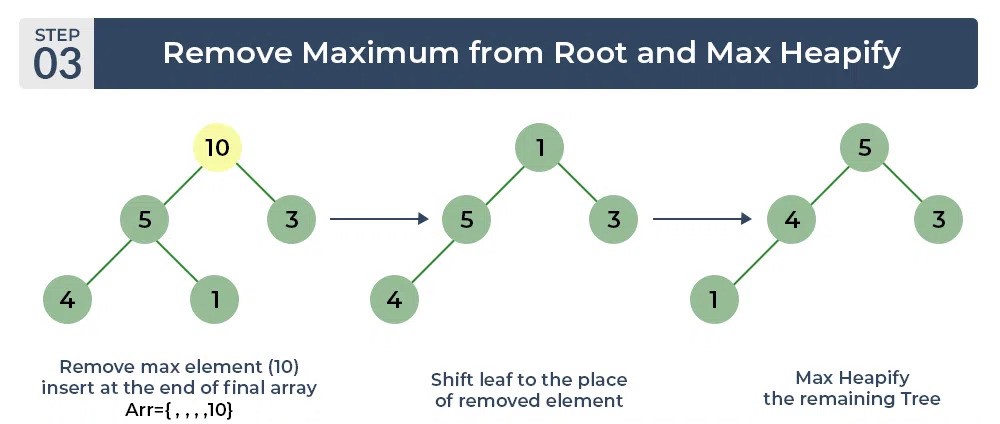 STEP
03
Remove Maximum from Root and Max Heapify
10
5
3
4
1
1
5
3
4
5
4
3
1
Remove max element (10)
insert at the end of final array
Arr={ , , , ,10}
Shift leaf to the place
of removed element
Max Heapify
the remaining Tree